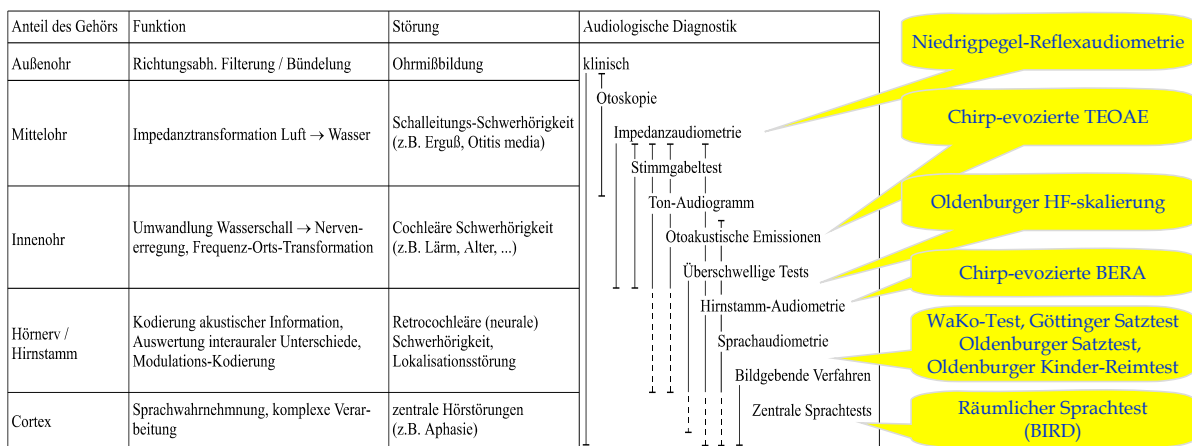 Anteil des Gehörs Funktion Störung Audiologische Diagnostik
Außenohr Richtungsabh. Filterung / Bündelung Ohrmißbildung klinisch
Otoskopie
Mittelohr Impedanztransformation Luft → Wasser Schalleitungs-Schwerhörigkeit
(z.B. Erguß, Otitis media)
Impedanzaudiometrie
Stimmgabeltest
Ton-Audiogramm
Innenohr Umwandlung Wasserschall → Nerven-
erregung, Frequenz-Orts-Transformation
Cochleäre Schwerhörigkeit
(z.B. Lärm, Alter, ...)
Otoakustische Emissionen
Überschwellige Tests
Hirnstamm-Audiometrie
Hörnerv /
Hirnstamm
Kodierung akustischer Information,
Auswertung interauraler Unterschiede,
Modulations-Kodierung
Retrocochleäre (neurale)
Schwerhörigkeit,
Lokalisationsstörung
Sprachaudiometrie
Bildgebende Verfahren
Cortex
Sprachwahrnehmnung, komplexe Verar-
beitung
zentrale Hörstörungen
(z.B. Aphasie)
Zentrale Sprachtests
Niedrigpegel-Reflexaudiometrie
Chirp-evozierte TEOAE
Oldenburger HF-skalierung
Chirp-evozierte BERA
WaKo-Test, Göttinger Satztest
Oldenburger Satztest,
Oldenburger Kinder-Reimtest
Räumlicher Sprachtest
(BIRD)